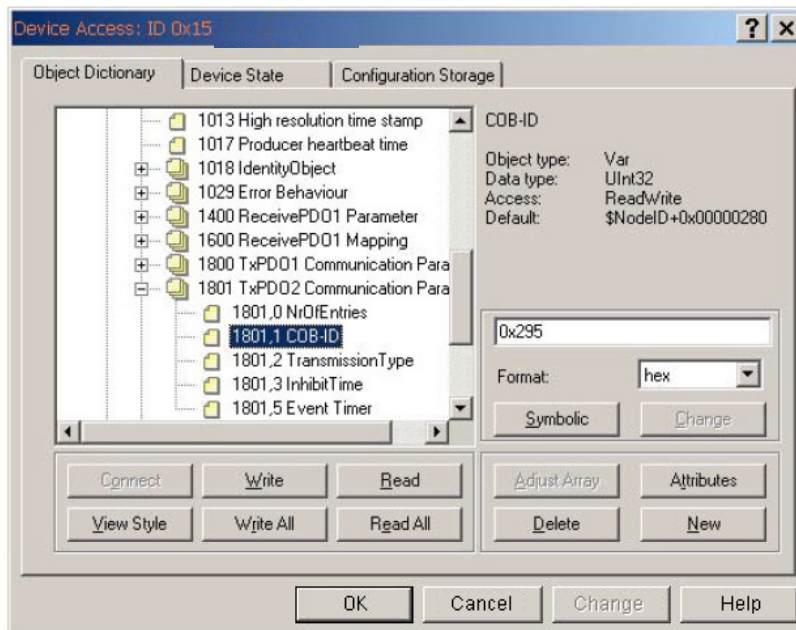 Device Access: ID 0x15
Object Dictionary
Device State
Configuration Storage
1013 High resolution time stamp
1017 Producer heartbeat time
1018 IdentityObject
1029 Error Behaviour
1400 ReceivePDO1 Parameter
1600 ReceivePDO1 Mapping
1800 TxPDO1 Communication Para
1801 TxPDO2 Communication Para
1801,0 NrOfEntries
1801,1 COB-ID
1801,2 TransmissionType
1801,3 InhibitTime
1801,5 Event Timer
COB-ID
Object type: Var
Data type: UInt32
Access: ReadWrite
Default: $NodeID+0x00000280
0x295
Format: hex
Symbolic Change
Connect Write Read
View Style Write All Read All
Adjust Array Attributes
Delete New
OK Cancel Change Help